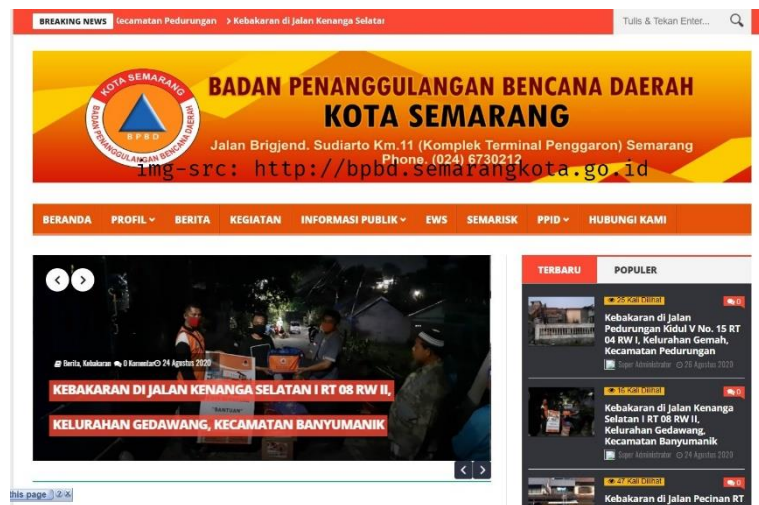 BREAKING NEWS Kecamatan Pedurungan > Kebakaran di Jalan Kenanga Selatan
Tulis & Tekan Enter...
KOTA SEMARANG
BADAN PENANGGULANGAN BENCANA DAERAH
BPBD
BADAN PENANGGULANGAN BENCANA DAERAH
KOTA SEMARANG
Jalan Brigjend. Sudiarto Km.11 (Komplek Terminal Penggaron) Semarang
Phone. (024) 6730212
img-src: http://bpbd.semarangkota.go.id
BERANDA PROFIL BERITA KEGIATAN INFORMASI PUBLIK EWS SEMARISK PPID HUBUNGI KAMI
Berita, Kebakaran 0 Komentar 24 Agustus 2020
KEBAKARAN DI JALAN KENANGA SELATAN I RT 08 RW II,
KELURAHAN GEDAWANG, KECAMATAN BANYUMANIK
"BANTUAN"
TERBARU POPULER
25 Kali Dilihat 0
Kebakaran di Jalan
Pedurungan Kidul V No. 15 RT
04 RW I, Kelurahan Gemah,
Kecamatan Pedurungan
Super Administrator 26 Agustus 2020
16 Kali Dilihat 0
Kebakaran di Jalan Kenanga
Selatan I RT 08 RW II,
Kelurahan Gedawang,
Kecamatan Banyumanik
Super Administrator 24 Agustus 2020
47 Kali Dilihat 0
Kebakaran di Jalan Pecinan RT
this page